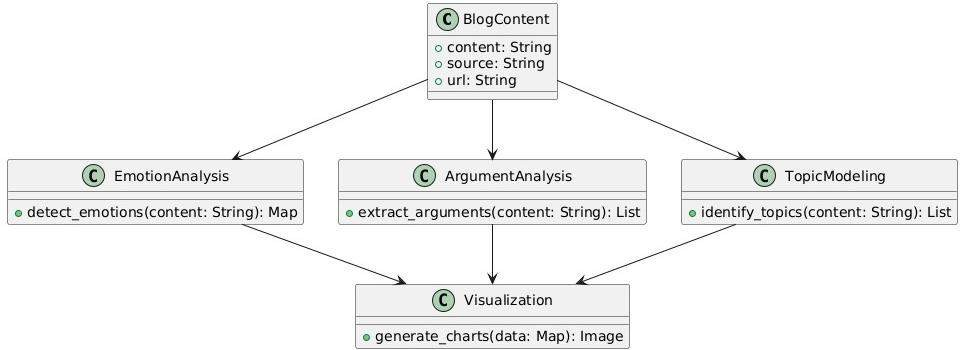 C BlogContent
content: String
source: String
url: String
C EmotionAnalysis
detect_emotions(content: String): Map
C ArgumentAnalysis
extract_arguments(content: String): List
C TopicModeling
identify_topics(content: String): List
C Visualization
generate_charts(data: Map): Image